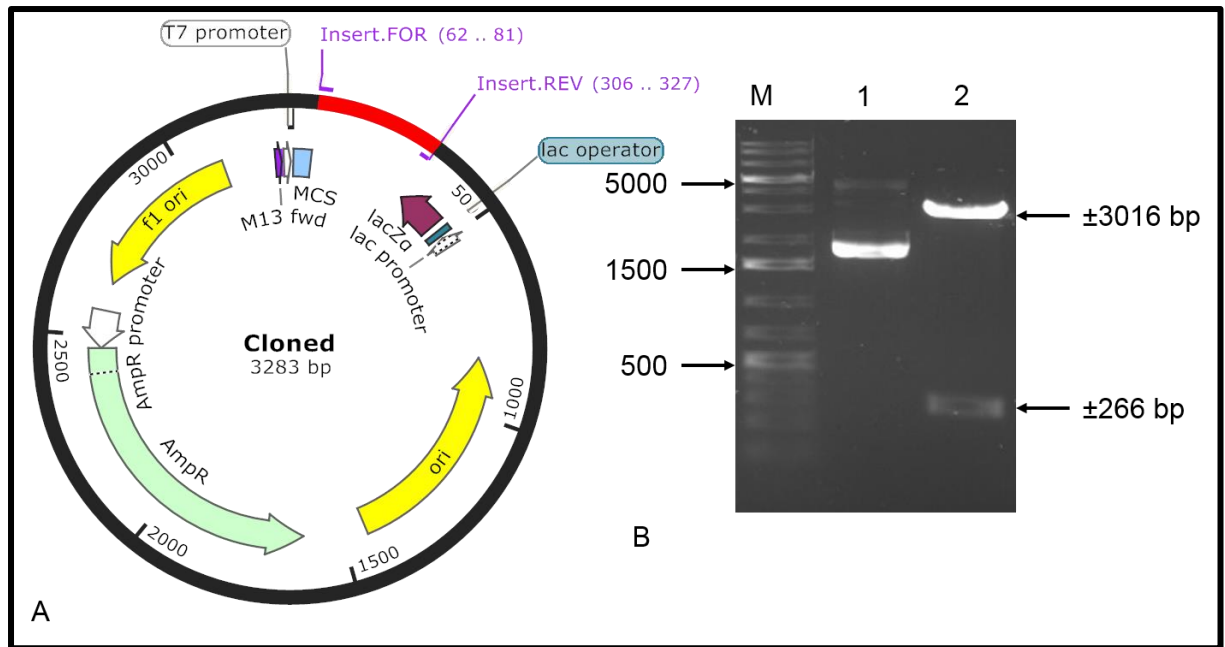 T7 promoter
Insert.FOR (62 .. 81)
Insert.REV (306 .. 327)
lac operator
3000
f1 ori
MCS
M13 fwd
lacZα
lac promoter
50
AmpR promoter
2500
Cloned
3283 bp
1000
ori
AmpR
2000
1500
A
M
1
2
5000
±3016 bp
1500
500
±266 bp
B